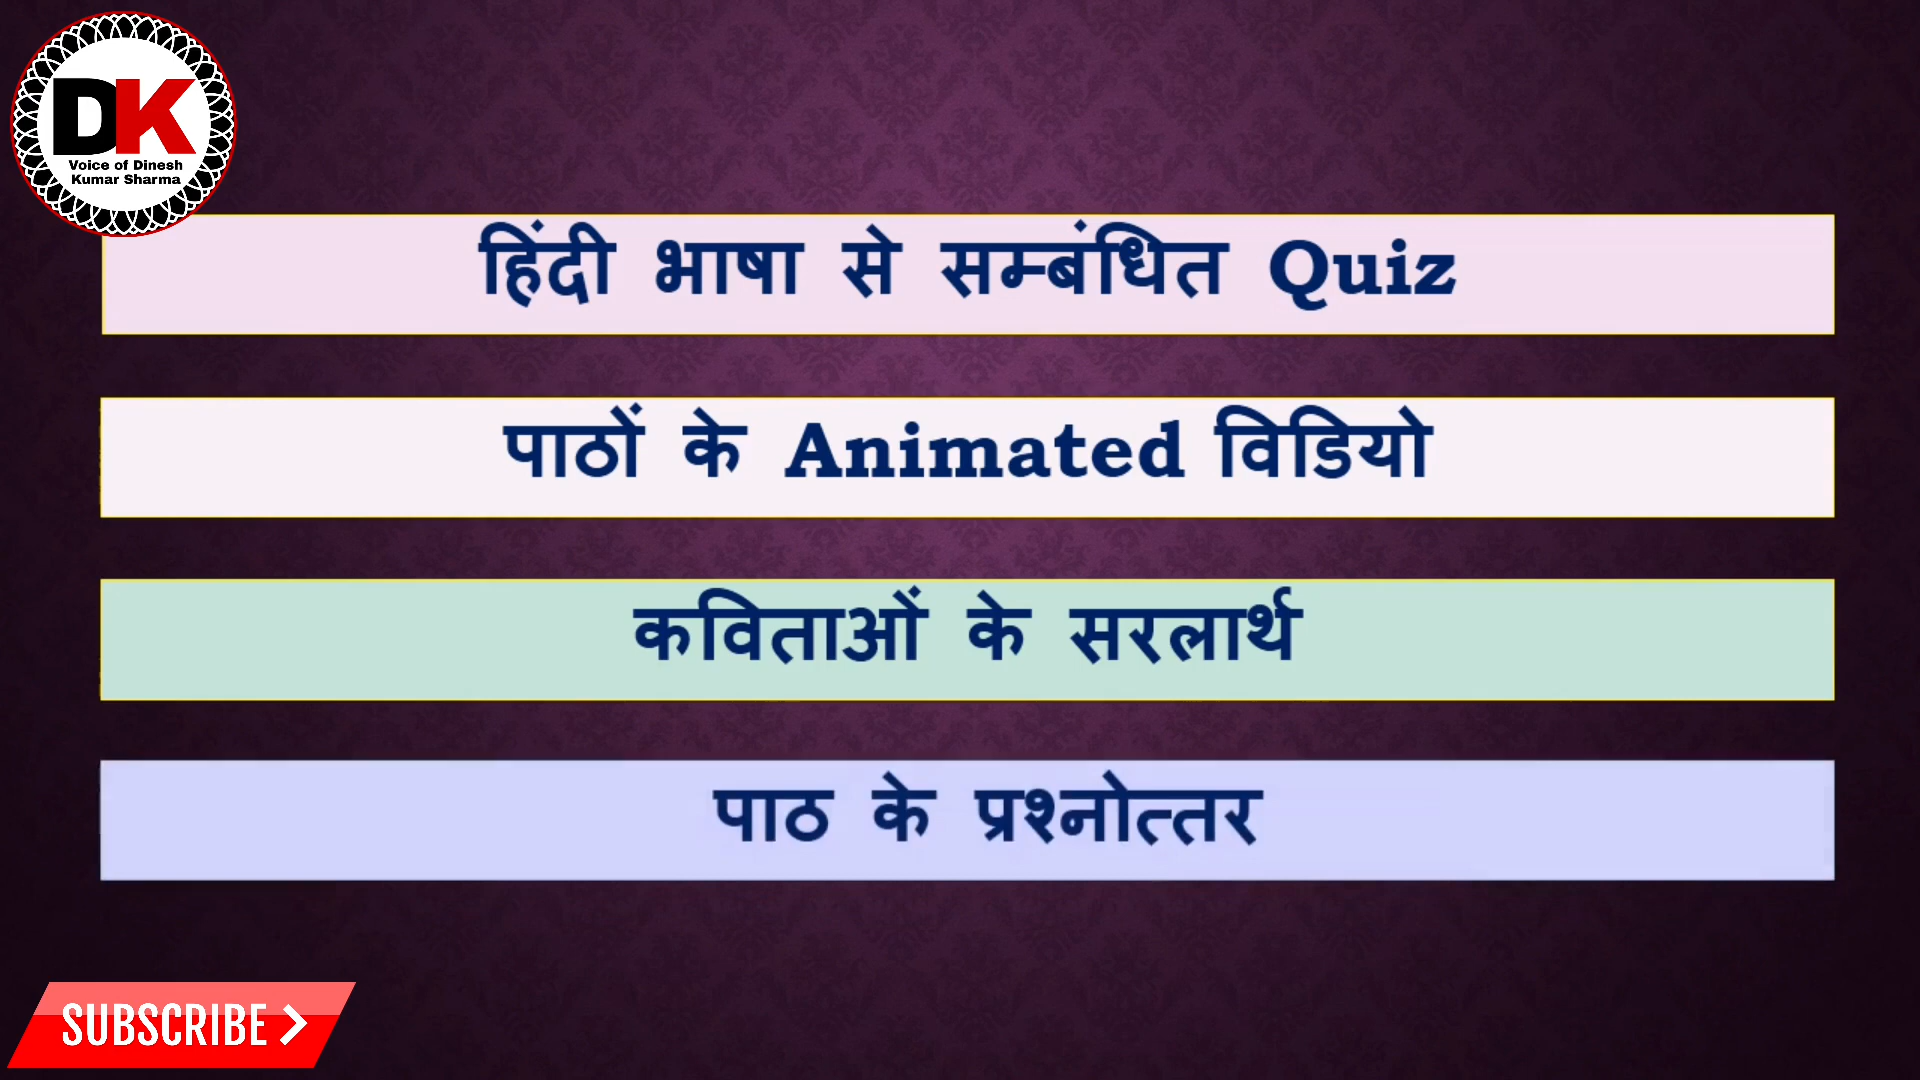 DK
Voice of Dinesh
Kumar Sharma
हिंदी भाषा से सम्बंधित Quiz
पाठों के Animated विडियो
कविताओं के सरलार्थ
पाठ के प्रश्नोत्तर
SUBSCRIBE